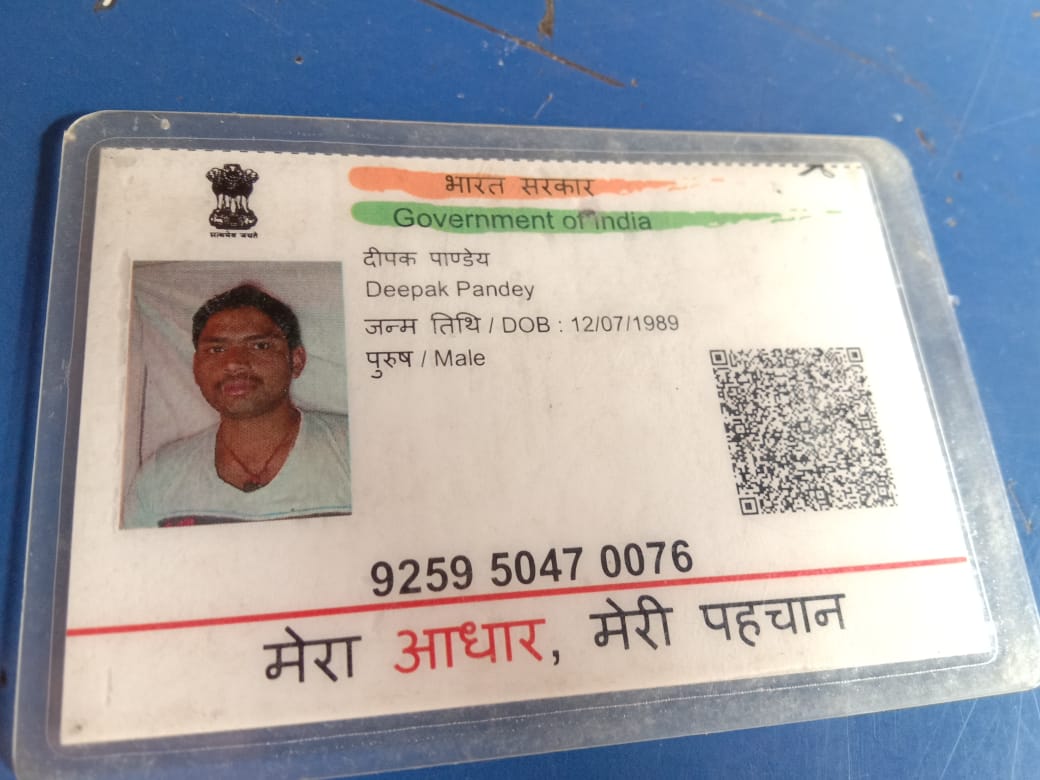 भारत सरकार
Government of India
सत्यमेव जयते
दीपक पाण्डेय
Deepak Pandey
जन्म तिथि / DOB : 12/07/1989
पुरुष / Male
9259 5047 0076
मेरा आधार, मेरी पहचान